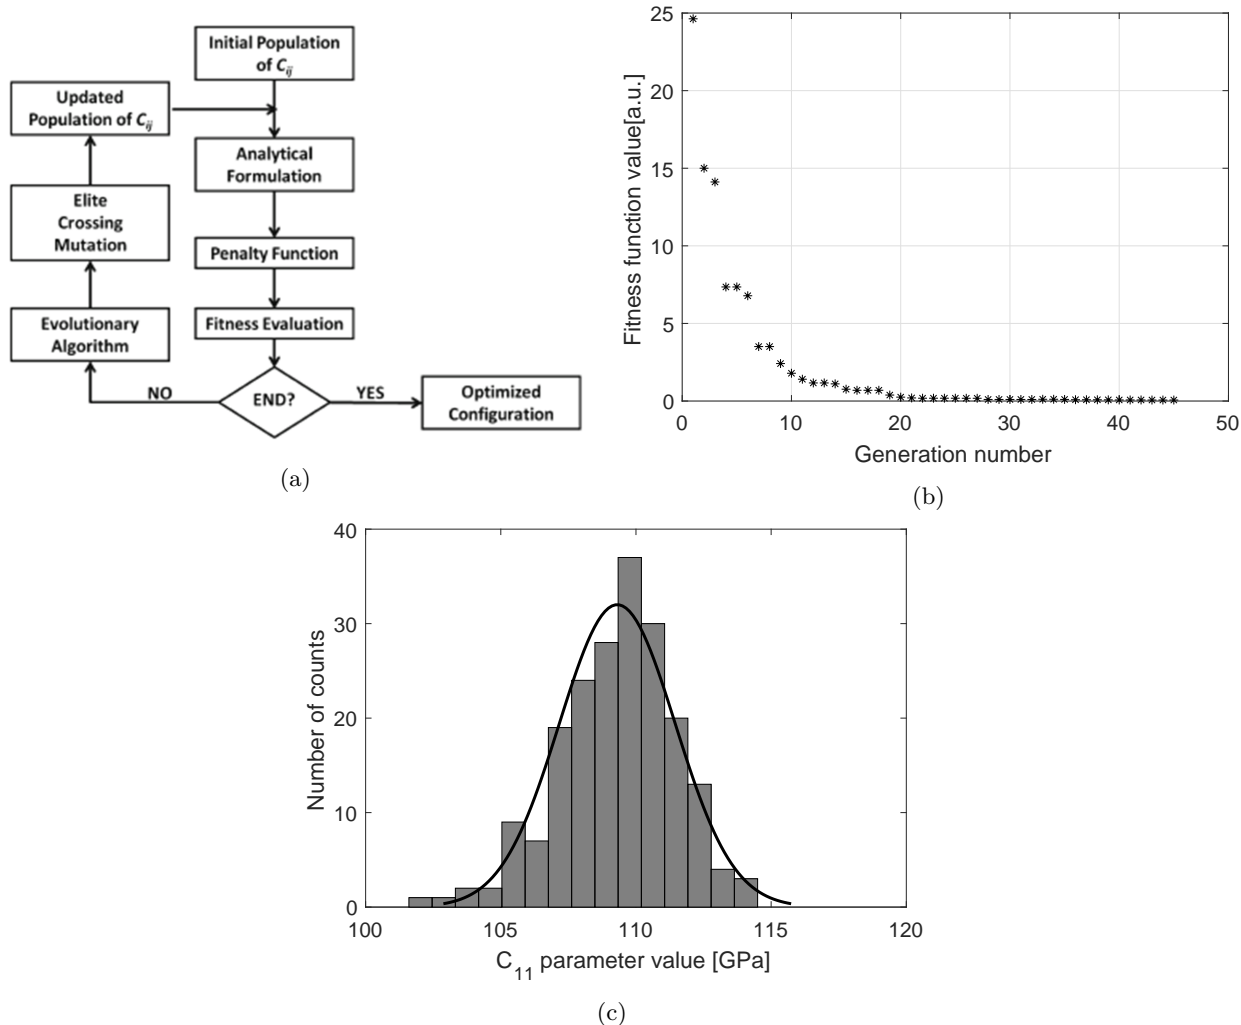 Initial Population
of Cij
Updated
Population of Cij
Analytical
Formulation
Elite
Crossing
Mutation
Penalty Function
Evolutionary
Algorithm
Fitness Evaluation
NO
END?
YES
Optimized
Configuration
(a)
25
20
15
10
5
0
Fitness function value[a.u.]
0
10
20
30
40
50
Generation number
(b)
40
30
20
10
0
Number of counts
100
105
110
115
120
C11 parameter value [GPa]
(c)